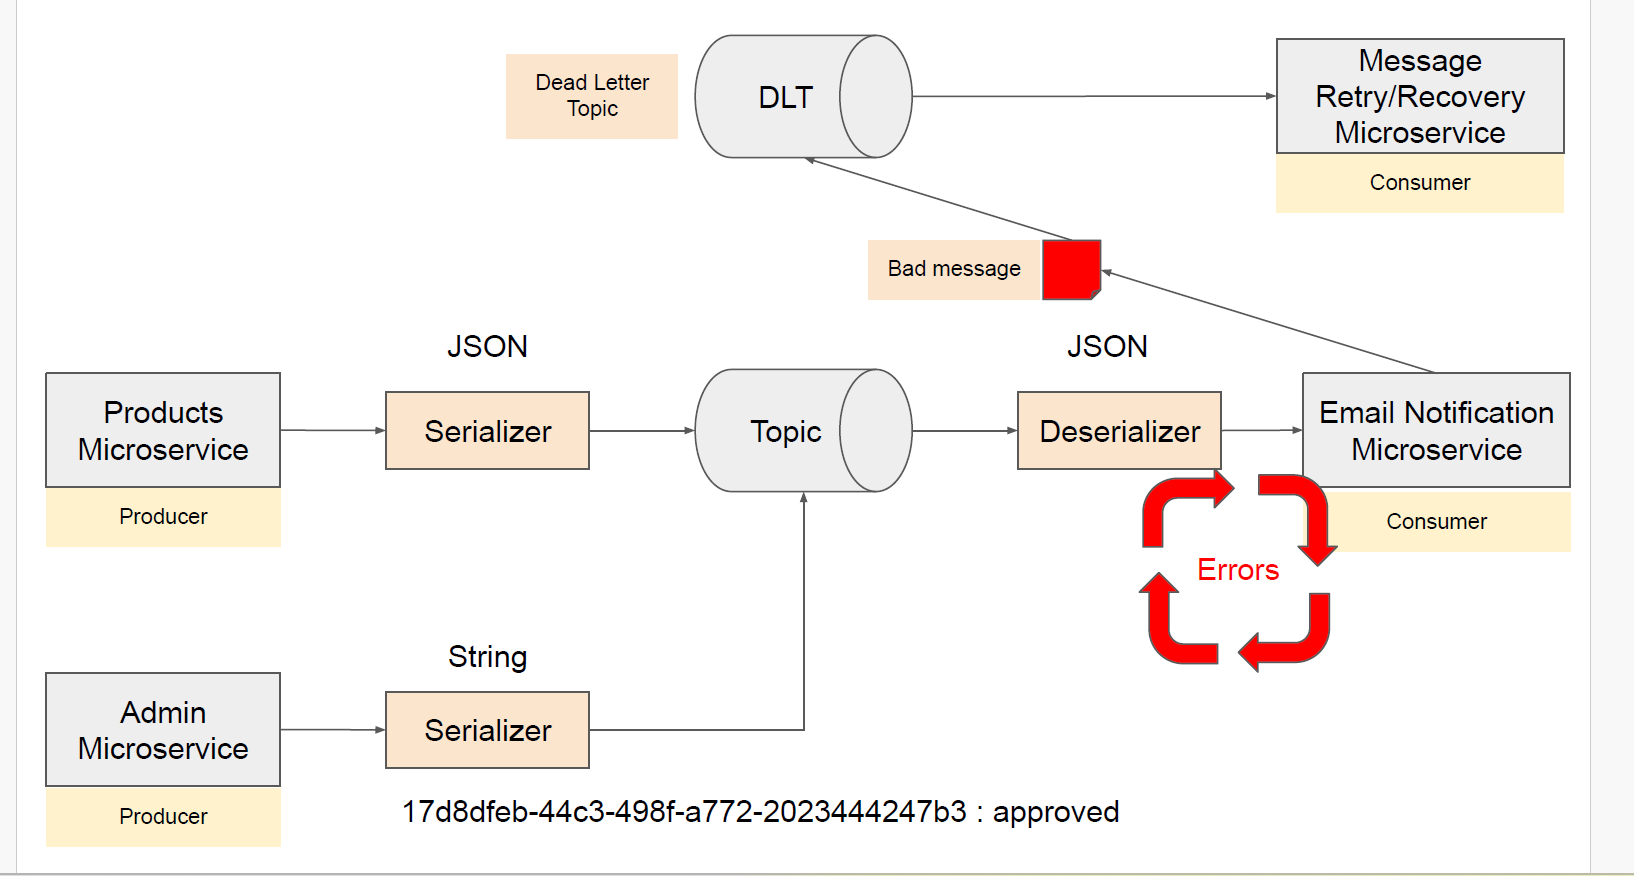 Dead Letter
Topic
DLT
Message
Retry/Recovery
Microservice
Consumer
Bad message
JSON
JSON
Products
Microservice
Producer
Serializer
Topic
Deserializer
Email Notification
Microservice
Consumer
Errors
String
Admin
Microservice
Producer
Serializer
17d8dfeb-44c3-498f-a772-2023444247b3 : approved